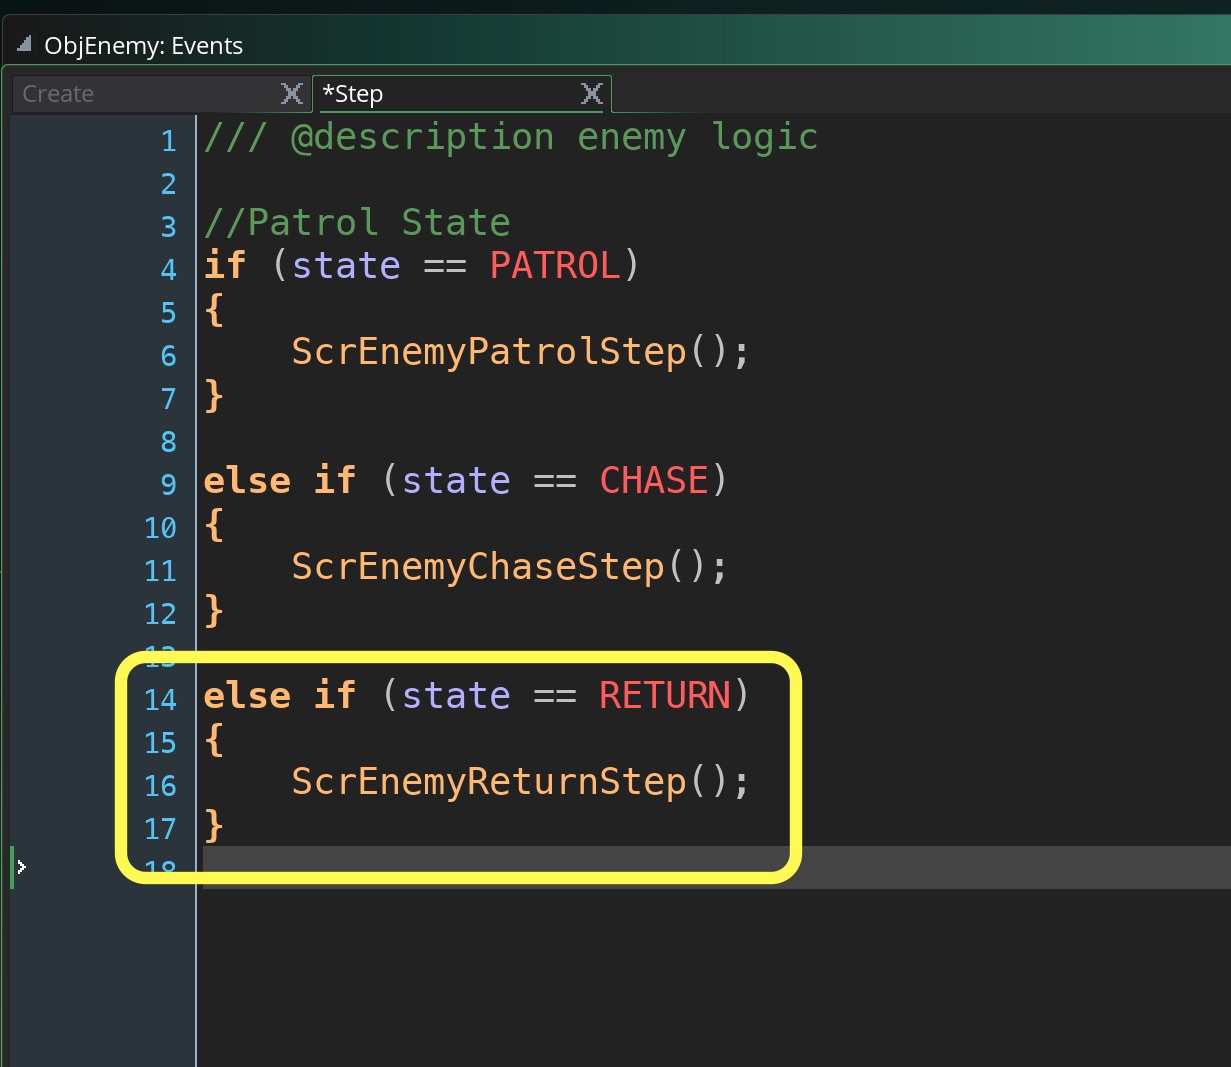 ObjEnemy: Events
Create
*Step
1 /// @description enemy logic
2
3 //Patrol State
4 if (state == PATROL)
5 {
6 ScrEnemyPatrolStep();
7 }
8
9 else if (state == CHASE)
10 {
11 ScrEnemyChaseStep();
12 }
13
14 else if (state == RETURN)
15 {
16 ScrEnemyReturnStep();
17 }
18